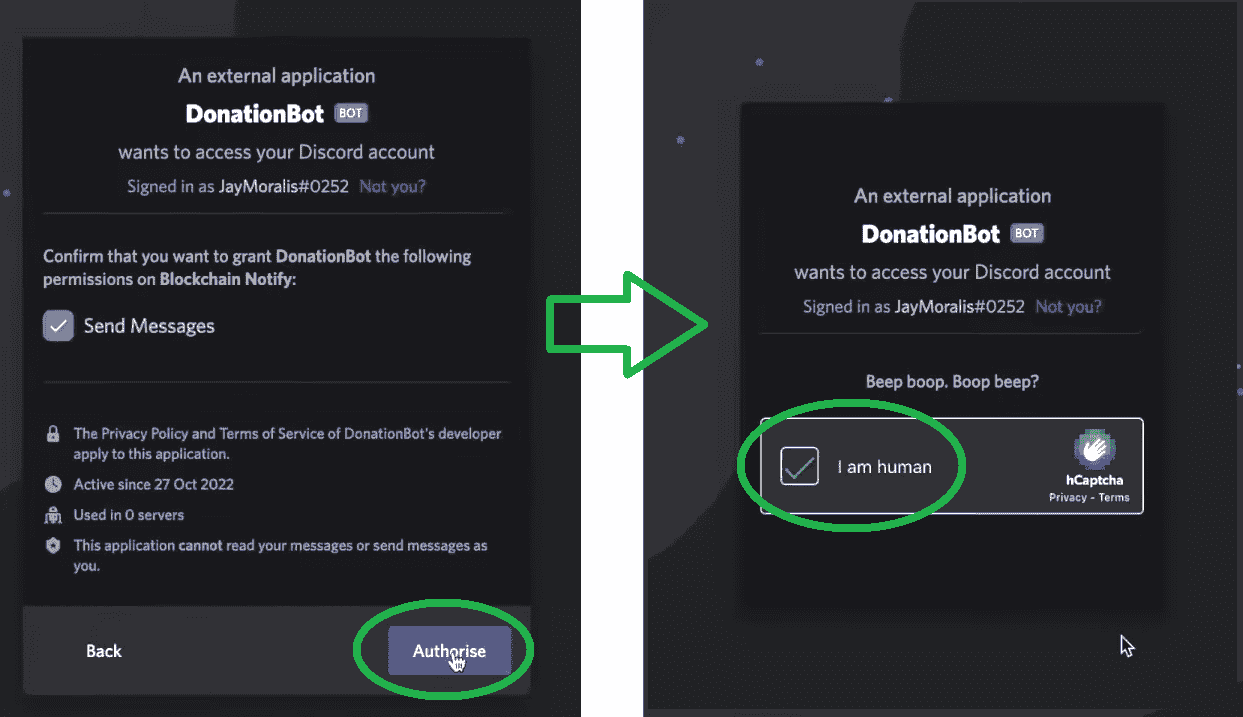 An external application
DonationBot BOT
wants to access your Discord account
Signed in as JayMoralis#0252 Not you?
Confirm that you want to grant DonationBot the following
permissions on Blockchain Notify:
Send Messages
The Privacy Policy and Terms of Service of DonationBot's developer
apply to this application.
Active since 27 Oct 2022
Used in 0 servers
This application cannot read your messages or send messages as
you.
Back
Authorise
An external application
DonationBot BOT
wants to access your Discord account
Signed in as JayMoralis#0252 Not you?
Beep boop. Boop beep?
I am human
hCaptcha
Privacy - Terms